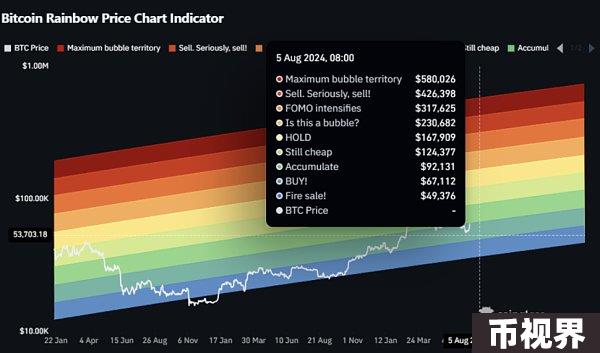 Bitcoin Rainbow Price Chart Indicator
BTC Price Maximum bubble territory Sell. Seriously, sell! Still cheap Accumul 1/2
$1.00M
5 Aug 2024, 08:00
Maximum bubble territory $580,026
Sell. Seriously, sell! $426,398
FOMO intensifies $317,625
Is this a bubble? $230,682
HOLD $167,909
Still cheap $124,377
Accumulate $92,131
BUY! $67,112
Fire sale! $49,376
BTC Price -
$100.00K
53,703.18
$10.00K
22 Jan 4 Apr 15 Jun 26 Aug 6 Nov 17 Jan 30 Mar 10 Jun 21 Aug 1 Nov 12 Jan 24 Mar 5 Aug 2
币视界